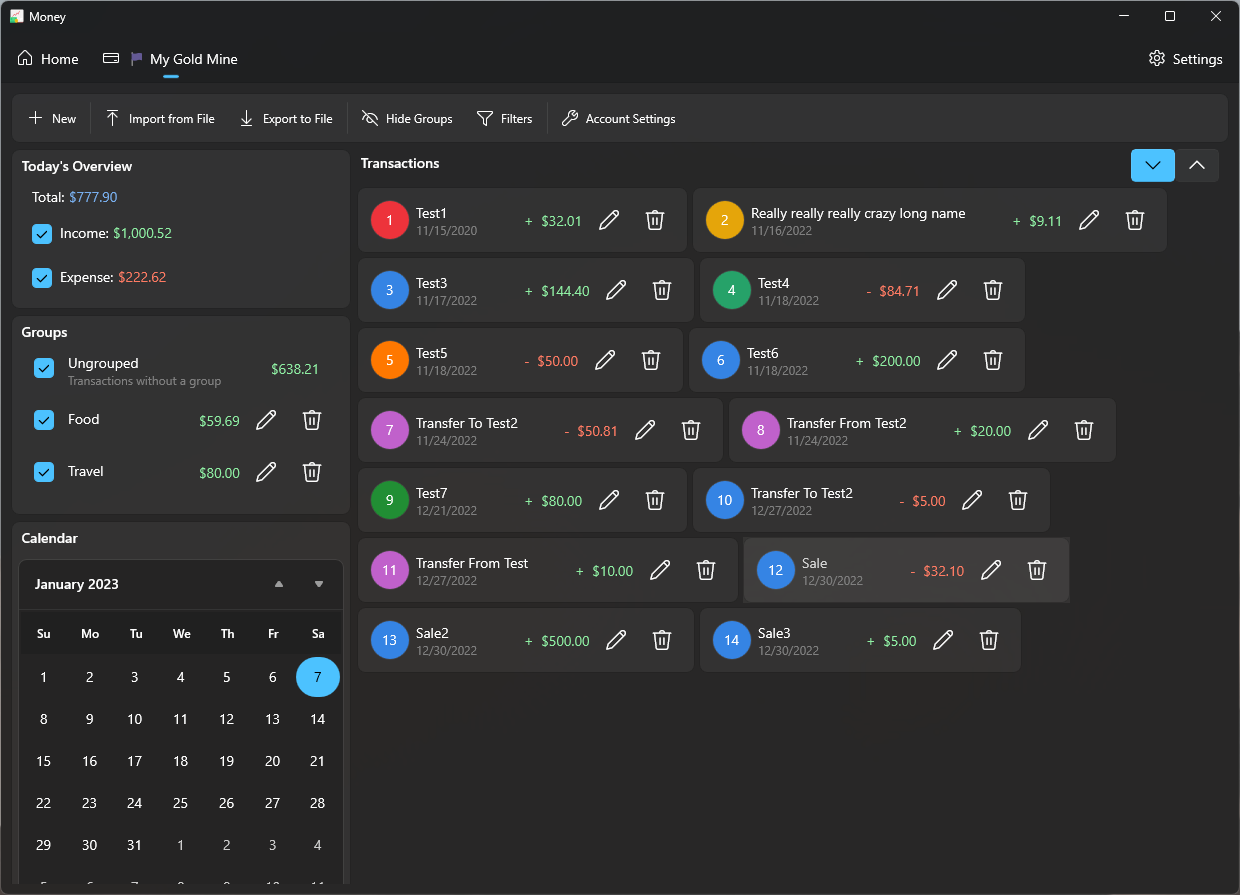 Money
Home
My Gold Mine
Settings
New
Import from File
Export to File
Hide Groups
Filters
Account Settings
Today's Overview
Total: $777.90
Income: $1,000.52
Expense: $222.62
Groups
Ungrouped
Transactions without a group
$638.21
Food
$59.69
Travel
$80.00
Calendar
January 2023
Su Mo Tu We Th Fr Sa
1 2 3 4 5 6 7
8 9 10 11 12 13 14
15 16 17 18 19 20 21
22 23 24 25 26 27 28
29 30 31 1 2 3 4
Transactions
1
Test1
11/15/2020
+ $32.01
2
Really really really crazy long name
11/16/2022
+ $9.11
3
Test3
11/17/2022
+ $144.40
4
Test4
11/18/2022
- $84.71
5
Test5
11/18/2022
- $50.00
6
Test6
11/18/2022
+ $200.00
7
Transfer To Test2
11/24/2022
- $50.81
8
Transfer From Test2
11/24/2022
+ $20.00
9
Test7
12/21/2022
+ $80.00
10
Transfer To Test2
12/27/2022
- $5.00
11
Transfer From Test
12/27/2022
+ $10.00
12
Sale
12/30/2022
- $32.10
13
Sale2
12/30/2022
+ $500.00
14
Sale3
12/30/2022
+ $5.00